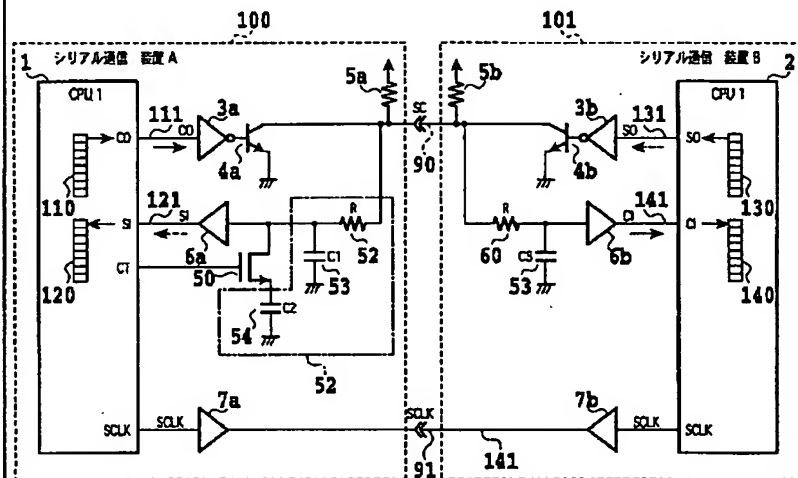 100
101
シリアル通信 装置 A
シリアル通信 装置 B
1
2
CPU 1
CPU 1
5a
5b
111
CO
CO
3a
4a
SC
90
3b
4b
SO
131
SO
110
130
121
SI
SI
6a
R
52
C1
53
R
60
C3
53
6b
CI
141
CI
120
140
CT
50
54
C2
52
SCLK
SCLK
7a
SCLK
91
141
7b
SCLK
SCLK